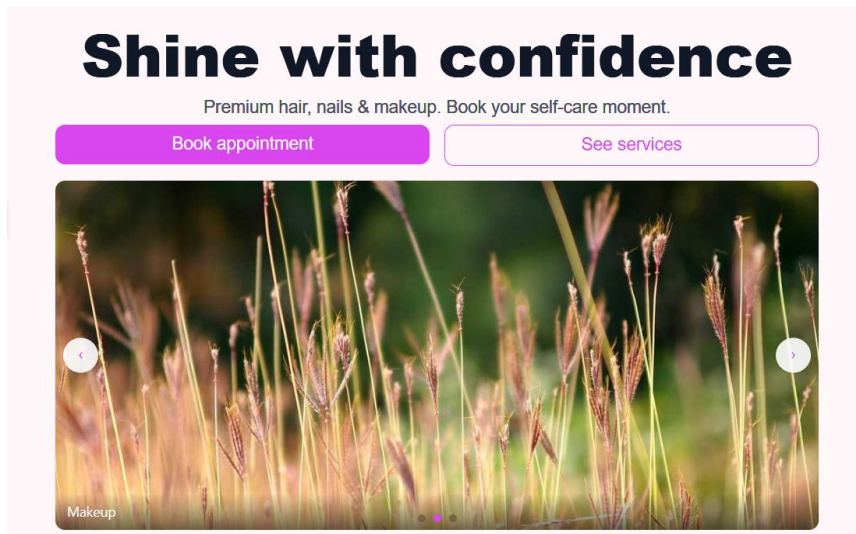 Shine with confidence
Premium hair, nails & makeup. Book your self-care moment.
Book appointment
See services
‹
›
Makeup